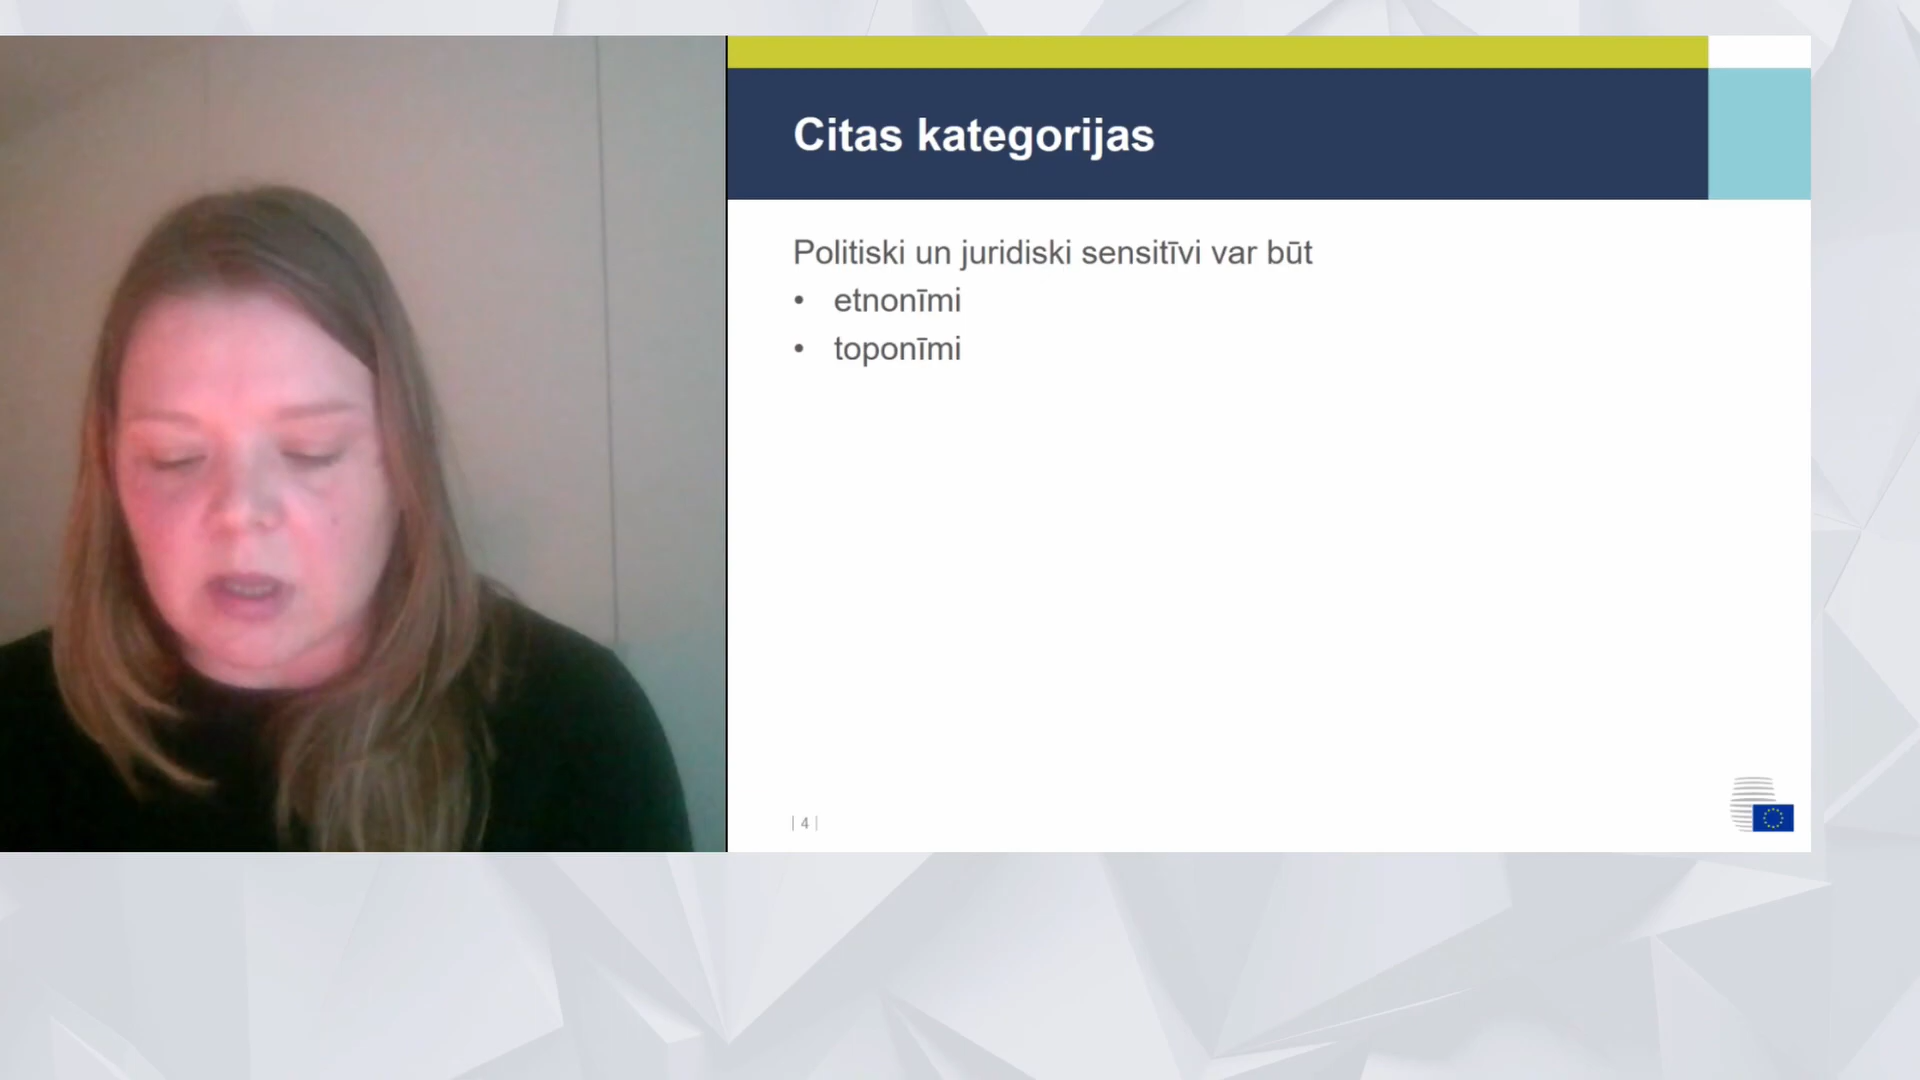 Citas kategorijas
Politiski un juridiski sensitīvi var būt
• etnonīmi
• toponīmi
| 4 |